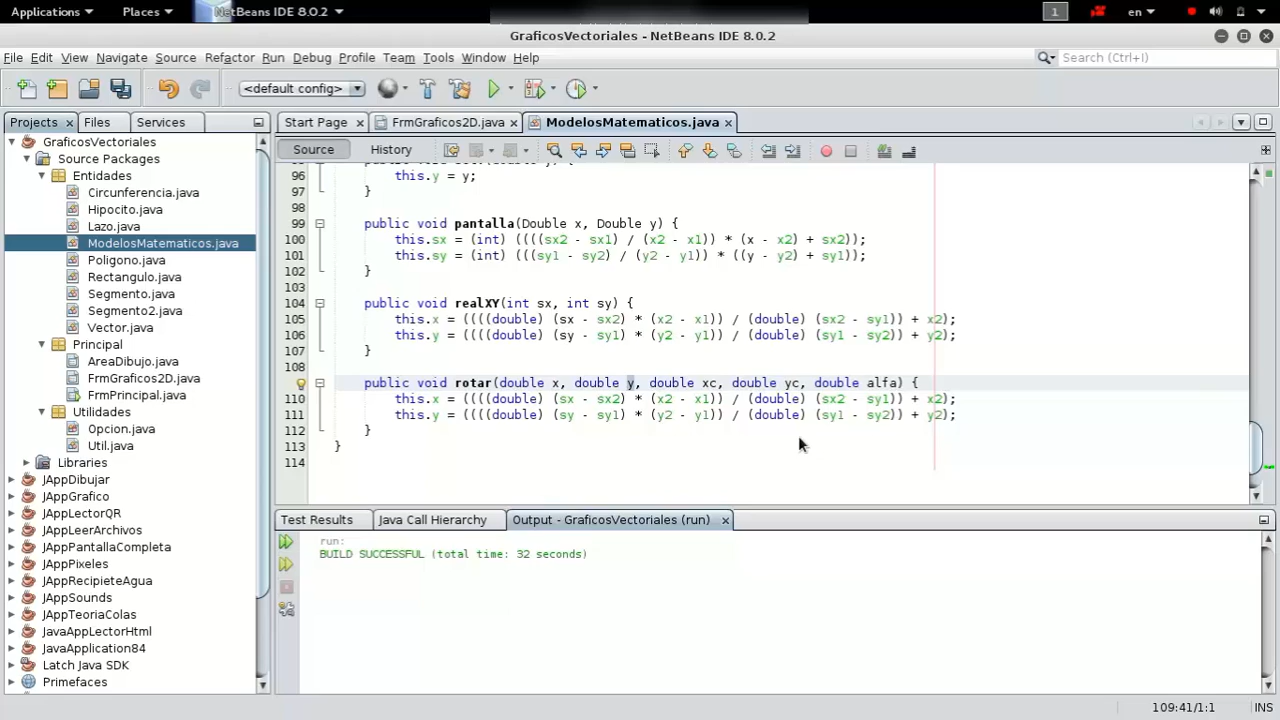 Applications Places NetBeans IDE 8.0.2 1 en
GraficosVectoriales - NetBeans IDE 8.0.2
File Edit View Navigate Source Refactor Run Debug Profile Team Tools Window Help Search (Ctrl+I)
<default config>
Projects Files Services Start Page FrmGraficos2D.java ModelosMatematicos.java
Source History
GraficosVectoriales
Source Packages
Entidades
Circunferencia.java
Hipocito.java
Lazo.java
ModelosMatematicos.java
Poligono.java
Rectangulo.java
Segmento.java
Segmento2.java
Vector.java
Principal
AreaDibujo.java
FrmGraficos2D.java
FrmPrincipal.java
Utilidades
Opcion.java
Util.java
Libraries
JAppDibujar
JAppGrafico
JAppLectorQR
JAppLeerArchivos
JAppPantallaCompleta
JAppPixeles
JAppRecipieteAgua
JAppSounds
JAppTeoriaColas
JavaAppLectorHtml
JavaApplication84
Latch Java SDK
Primefaces
96 this.y = y;
97 }
98
99 public void pantalla(Double x, Double y) {
100 this.sx = (int) ((((sx2 - sx1) / (x2 - x1)) * (x - x2) + sx2));
101 this.sy = (int) (((sy1 - sy2) / (y2 - y1)) * ((y - y2) + sy1));
102 }
103
104 public void realXY(int sx, int sy) {
105 this.x = ((((double) (sx - sx2) * (x2 - x1)) / (double) (sx2 - sy1)) + x2);
106 this.y = ((((double) (sy - sy1) * (y2 - y1)) / (double) (sy1 - sy2)) + y2);
107 }
108
public void rotar(double x, double y, double xc, double yc, double alfa) {
110 this.x = ((((double) (sx - sx2) * (x2 - x1)) / (double) (sx2 - sy1)) + x2);
111 this.y = ((((double) (sy - sy1) * (y2 - y1)) / (double) (sy1 - sy2)) + y2);
112 }
113 }
114
Test Results Java Call Hierarchy Output - GraficosVectoriales (run)
run:
BUILD SUCCESSFUL (total time: 32 seconds)
109:41/1:1 INS